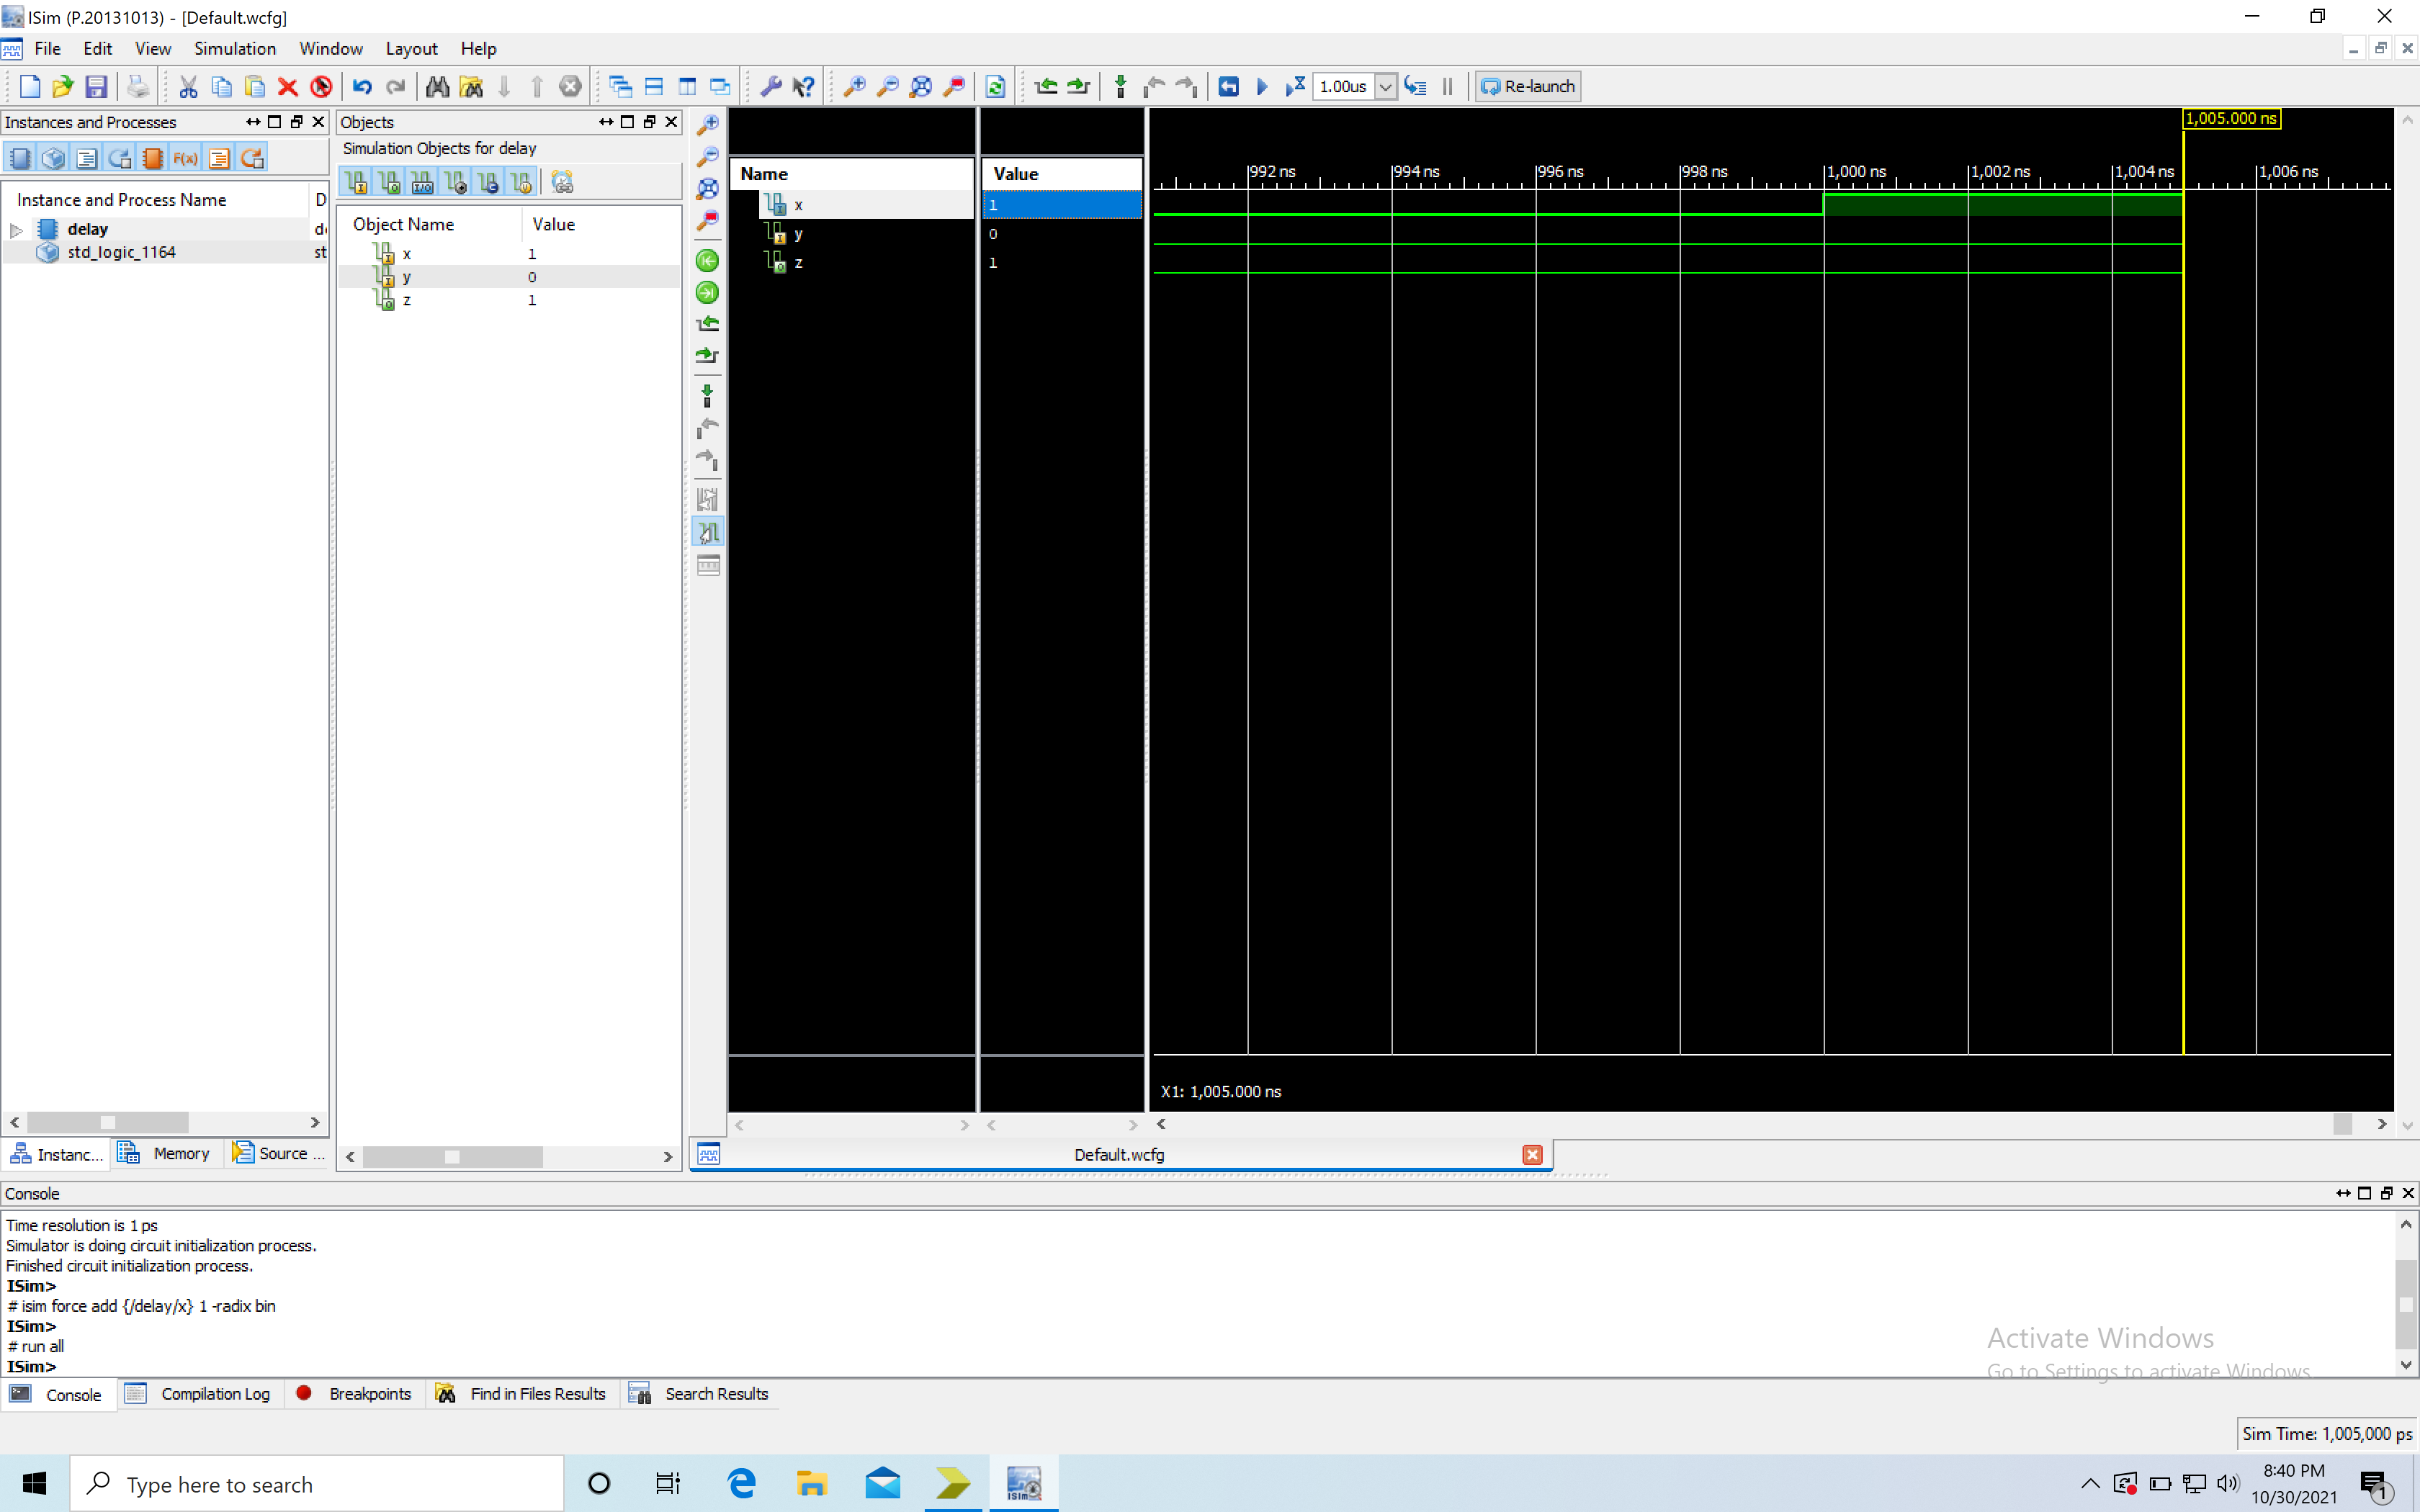 ISim (P.20131013) - [Default.wcfg]
File Edit View Simulation Window Layout Help
1.00us Re-launch
Instances and Processes
Instance and Process Name D
delay
std_logic_1164 st
Objects
Simulation Objects for delay
Object Name Value
x 1
y 0
z 1
Name Value
x 1
y 0
z 1
1,005.000 ns
992 ns 994 ns 996 ns 998 ns 1,000 ns 1,002 ns 1,004 ns 1,006 ns
X1: 1,005.000 ns
Instanc... Memory Source ...
Default.wcfg
Console
Time resolution is 1 ps
Simulator is doing circuit initialization process.
Finished circuit initialization process.
ISim>
# isim force add {/delay/x} 1 -radix bin
ISim>
# run all
ISim>
Activate Windows
Go to Settings to activate Windows.
Console Compilation Log Breakpoints Find in Files Results Search Results
Sim Time: 1,005,000 ps
Type here to search
8:40 PM
10/30/2021
1